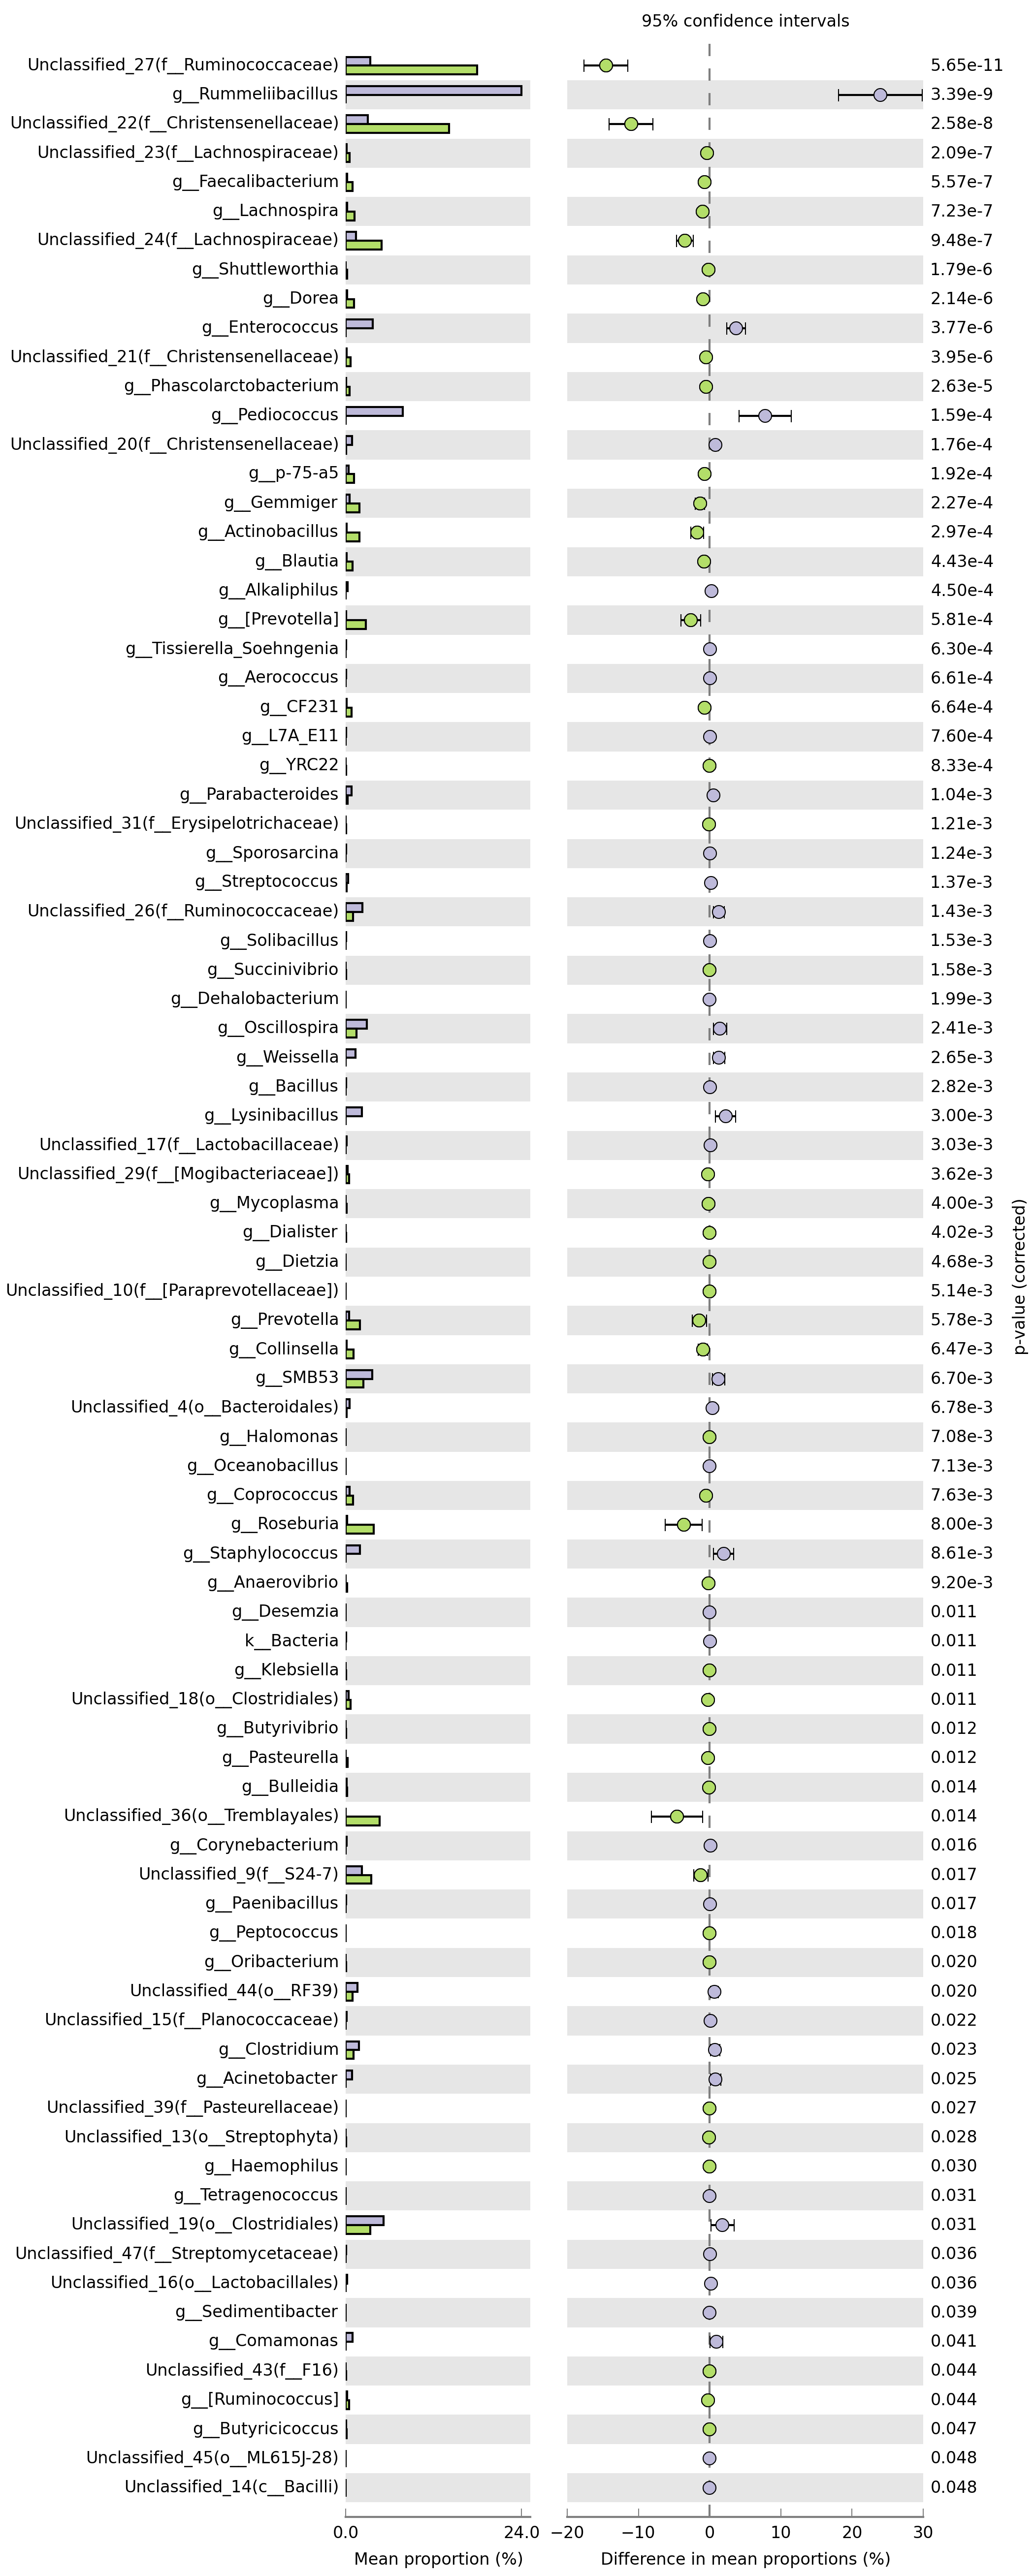 95% confidence intervals
Unclassified_27(f__Ruminococcaceae) 5.65e-11
g__Rummeliibacillus 3.39e-9
Unclassified_22(f__Christensenellaceae) 2.58e-8
Unclassified_23(f__Lachnospiraceae) 2.09e-7
g__Faecalibacterium 5.57e-7
g__Lachnospira 7.23e-7
Unclassified_24(f__Lachnospiraceae) 9.48e-7
g__Shuttleworthia 1.79e-6
g__Dorea 2.14e-6
g__Enterococcus 3.77e-6
Unclassified_21(f__Christensenellaceae) 3.95e-6
g__Phascolarctobacterium 2.63e-5
g__Pediococcus 1.59e-4
Unclassified_20(f__Christensenellaceae) 1.76e-4
g__p-75-a5 1.92e-4
g__Gemmiger 2.27e-4
g__Actinobacillus 2.97e-4
g__Blautia 4.43e-4
g__Alkaliphilus 4.50e-4
g__[Prevotella] 5.81e-4
g__Tissierella_Soehngenia 6.30e-4
g__Aerococcus 6.61e-4
g__CF231 6.64e-4
g__L7A_E11 7.60e-4
g__YRC22 8.33e-4
g__Parabacteroides 1.04e-3
Unclassified_31(f__Erysipelotrichaceae) 1.21e-3
g__Sporosarcina 1.24e-3
g__Streptococcus 1.37e-3
Unclassified_26(f__Ruminococcaceae) 1.43e-3
g__Solibacillus 1.53e-3
g__Succinivibrio 1.58e-3
g__Dehalobacterium 1.99e-3
g__Oscillospira 2.41e-3
g__Weissella 2.65e-3
g__Bacillus 2.82e-3
g__Lysinibacillus 3.00e-3
Unclassified_17(f__Lactobacillaceae) 3.03e-3
Unclassified_29(f__[Mogibacteriaceae]) 3.62e-3
g__Mycoplasma 4.00e-3
g__Dialister 4.02e-3
g__Dietzia 4.68e-3
Unclassified_10(f__[Paraprevotellaceae]) 5.14e-3
g__Prevotella 5.78e-3
g__Collinsella 6.47e-3
g__SMB53 6.70e-3
Unclassified_4(o__Bacteroidales) 6.78e-3
g__Halomonas 7.08e-3
g__Oceanobacillus 7.13e-3
g__Coprococcus 7.63e-3
g__Roseburia 8.00e-3
g__Staphylococcus 8.61e-3
g__Anaerovibrio 9.20e-3
g__Desemzia 0.011
k__Bacteria 0.011
g__Klebsiella 0.011
Unclassified_18(o__Clostridiales) 0.011
g__Butyrivibrio 0.012
g__Pasteurella 0.012
g__Bulleidia 0.014
Unclassified_36(o__Tremblayales) 0.014
g__Corynebacterium 0.016
Unclassified_9(f__S24-7) 0.017
g__Paenibacillus 0.017
g__Peptococcus 0.018
g__Oribacterium 0.020
Unclassified_44(o__RF39) 0.020
Unclassified_15(f__Planococcaceae) 0.022
g__Clostridium 0.023
g__Acinetobacter 0.025
Unclassified_39(f__Pasteurellaceae) 0.027
Unclassified_13(o__Streptophyta) 0.028
g__Haemophilus 0.030
g__Tetragenococcus 0.031
Unclassified_19(o__Clostridiales) 0.031
Unclassified_47(f__Streptomycetaceae) 0.036
Unclassified_16(o__Lactobacillales) 0.036
g__Sedimentibacter 0.039
g__Comamonas 0.041
Unclassified_43(f__F16) 0.044
g__[Ruminococcus] 0.044
g__Butyricicoccus 0.047
Unclassified_45(o__ML615J-28) 0.048
Unclassified_14(c__Bacilli) 0.048
p-value (corrected)
0.0 24.0 −20 −10 0 10 20 30
Mean proportion (%) Difference in mean proportions (%)